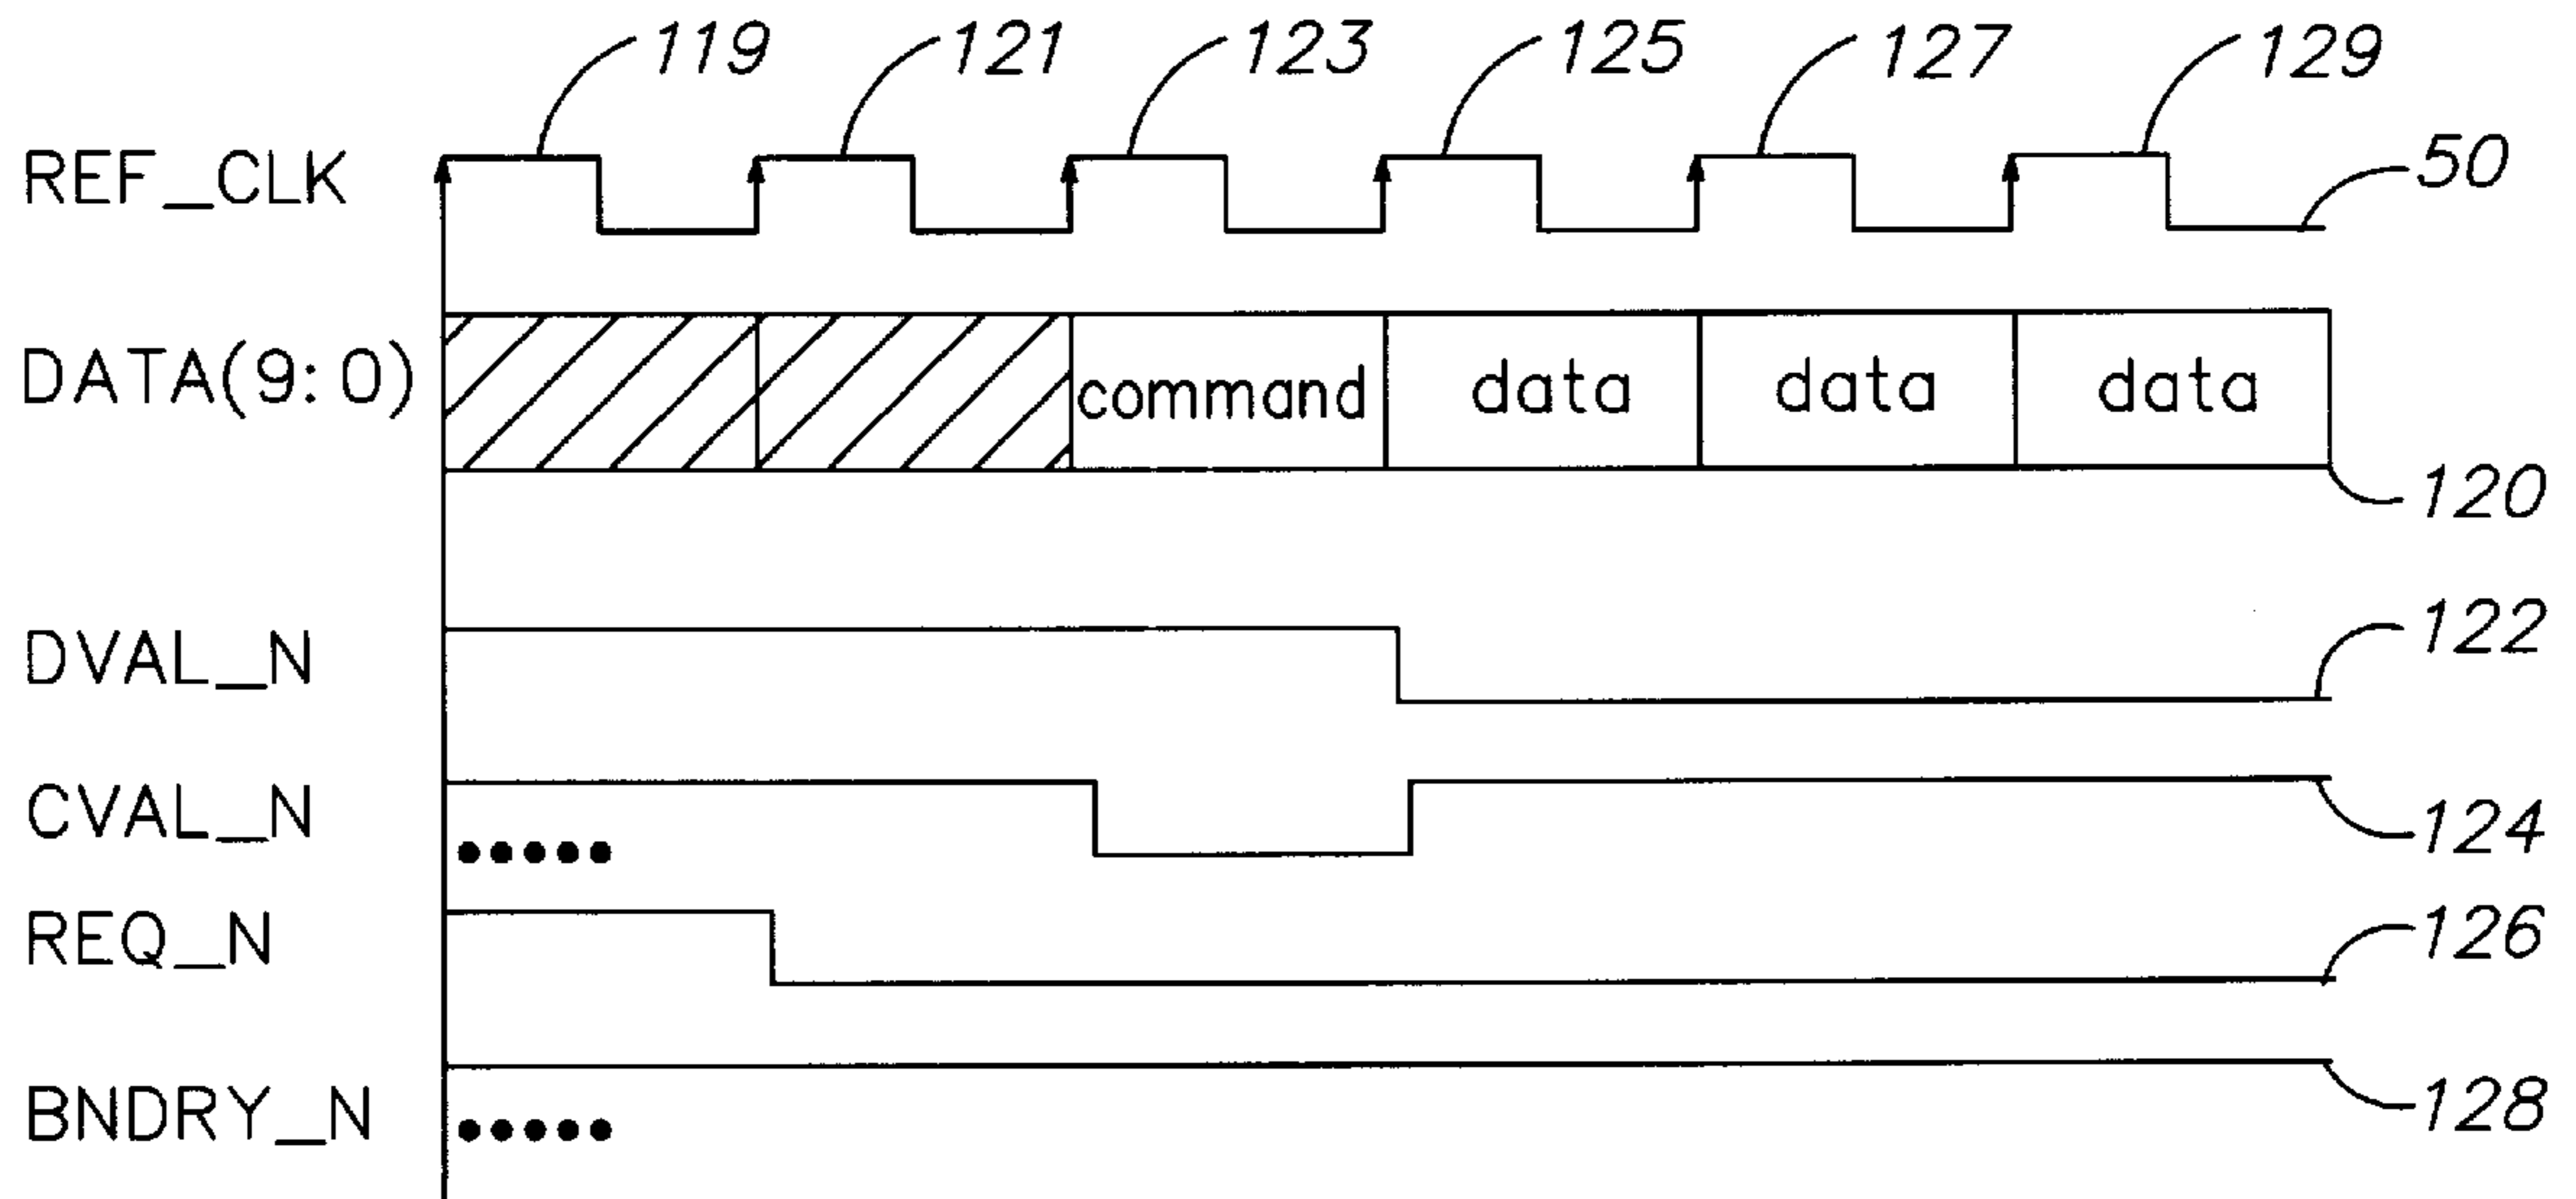 119 121 123 125 127 129
REF_CLK 50
DATA(9:0) command data data data
120
DVAL_N 122
CVAL_N 124
REQ_N 126
BNDRY_N 128